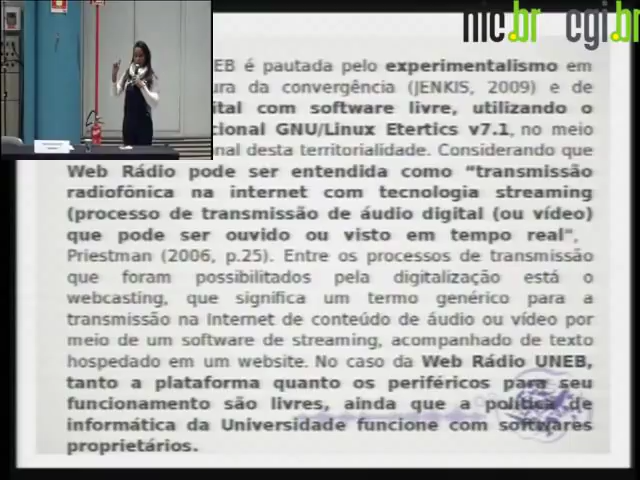 nic.br cgi.br
EB é pautada pelo experimentalismo em
ura da convergência (JENKIS, 2009) e de
ital com software livre, utilizando o
cional GNU/Linux Etertics v7.1, no meio
onal desta territorialidade. Considerando que
Web Rádio pode ser entendida como “transmissão
radiofônica na internet com tecnologia streaming
(processo de transmissão de áudio digital (ou vídeo)
que pode ser ouvido ou visto em tempo real”,
Priestman (2006, p.25). Entre os processos de transmissão
que foram possibilitados pela digitalização está o
webcasting, que significa um termo genérico para a
transmissão na Internet de conteúdo de áudio ou vídeo por
meio de um software de streaming, acompanhado de texto
hospedado em um website. No caso da Web Rádio UNEB,
tanto a plataforma quanto os periféricos para seu
funcionamento são livres, ainda que a política de
informática da Universidade funcione com softwares
proprietários.